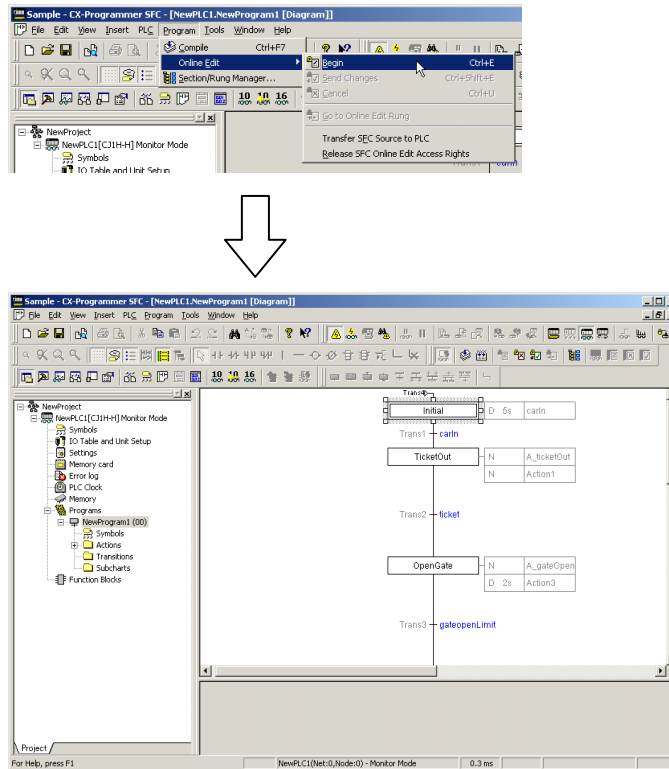 Sample - CX-Programmer SFC - [NewPLC1.NewProgram1 [Diagram]]
File Edit View Insert PLC Program Tools Window Help
Compile Ctrl+F7
Online Edit
Section/Rung Manager...
Begin Ctrl+E
Send Changes Ctrl+Shift+E
Cancel Ctrl+U
Go to Online Edit Rung
Transfer SFC Source to PLC
Release SFC Online Edit Access Rights
10 10 16
NewProject
NewPLC1[CJ1H-H] Monitor Mode
Symbols
IO Table and Unit Setup
Trans1 carIn
Sample - CX-Programmer SFC - [NewPLC1.NewProgram1 [Diagram]]
File Edit View Insert PLC Program Tools Window Help
10 10 16
NewProject
NewPLC1[CJ1H-H] Monitor Mode
Symbols
IO Table and Unit Setup
Settings
Memory card
Error log
PLC Clock
Memory
Programs
NewProgram1 (00)
Symbols
Actions
Transitions
Subcharts
Function Blocks
Project
Initial D 6s carIn
Trans1 carIn
TicketOut N A_ticketOut
N Action1
Trans2 ticket
OpenGate N A_gateOpen
D 2s Action3
Trans3 gateopenLimit
For Help, press F1
NewPLC1(Net:0,Node:0) - Monitor Mode
0.3 ms